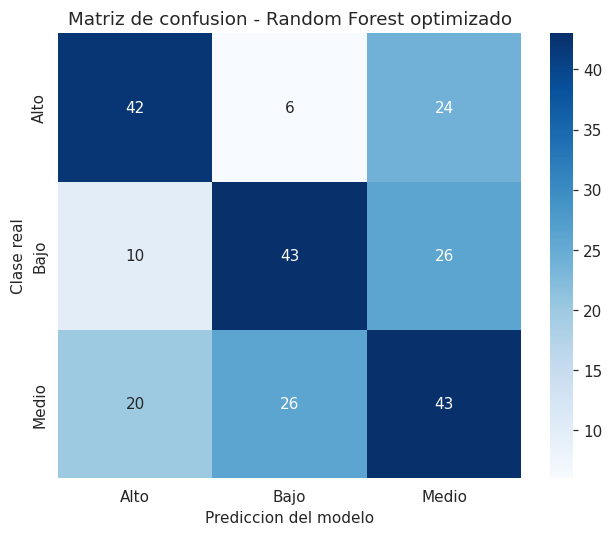 Matriz de confusion - Random Forest optimizado
Clase real
Alto
42 6 24
Bajo
10 43 26
Medio
20 26 43
Alto Bajo Medio
Prediccion del modelo
40
35
30
25
20
15
10